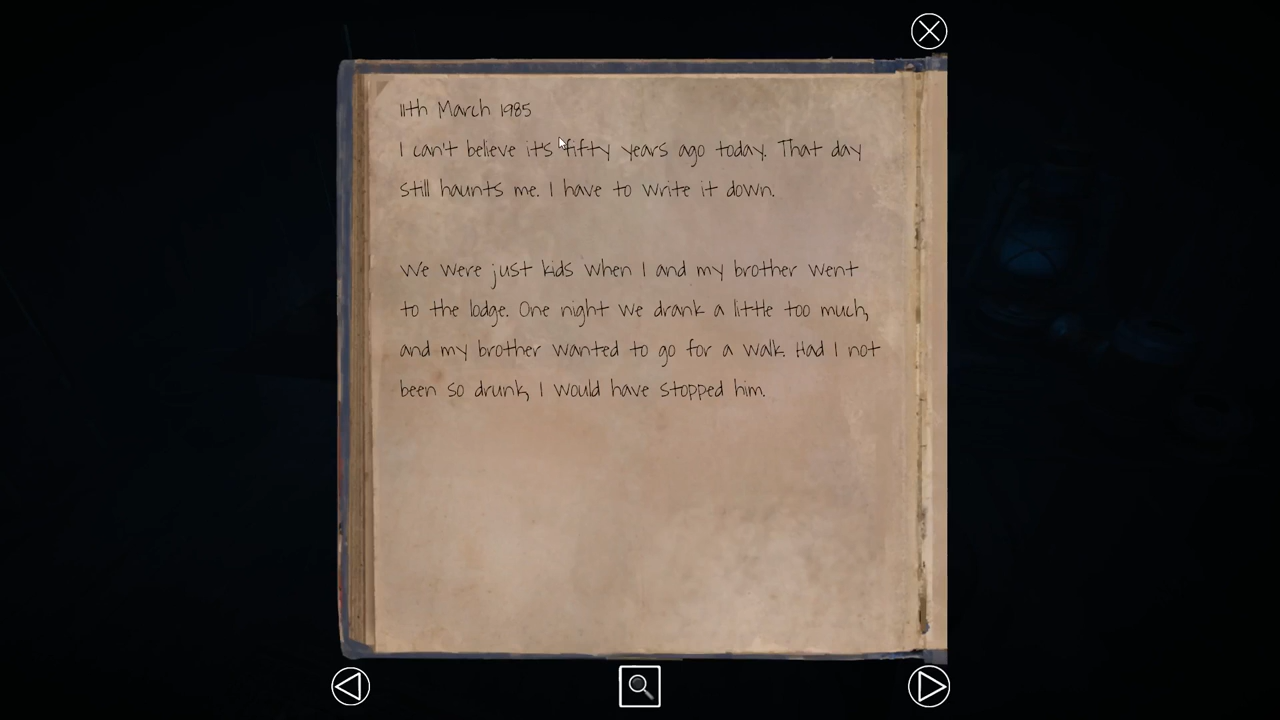 11th March 1985
I can't believe it's fifty years ago today. That day
still haunts me. I have to write it down.
We were just kids when I and my brother went
to the lodge. One night we drank a little too much,
and my brother wanted to go for a walk. Had I not
been so drunk, I would have stopped him.